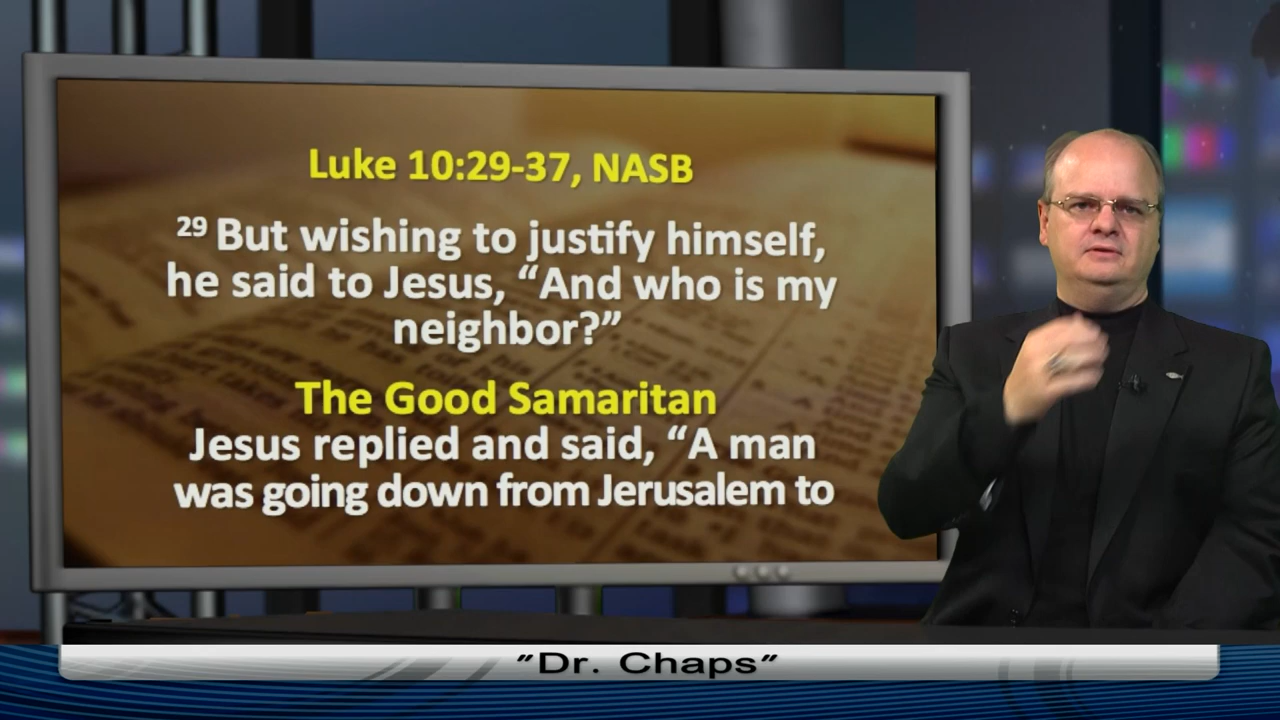 Luke 10:29-37, NASB
29 But wishing to justify himself,
he said to Jesus, “And who is my
neighbor?”
The Good Samaritan
Jesus replied and said, “A man
was going down from Jerusalem to
"Dr. Chaps"